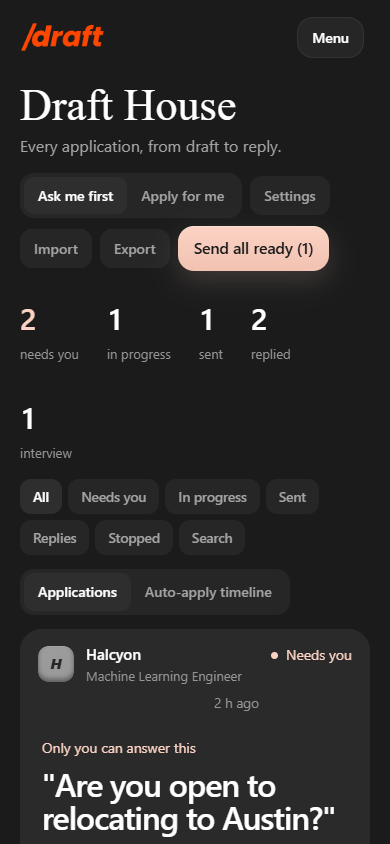 /draft
Menu
Draft House
Every application, from draft to reply.
Ask me first
Apply for me
Settings
Import
Export
Send all ready (1)
2
1
1
2
needs you
in progress
sent
replied
1
interview
All
Needs you
In progress
Sent
Replies
Stopped
Search
Applications
Auto-apply timeline
H
Halcyon
Needs you
Machine Learning Engineer
2 h ago
Only you can answer this
"Are you open to
relocating to Austin?"